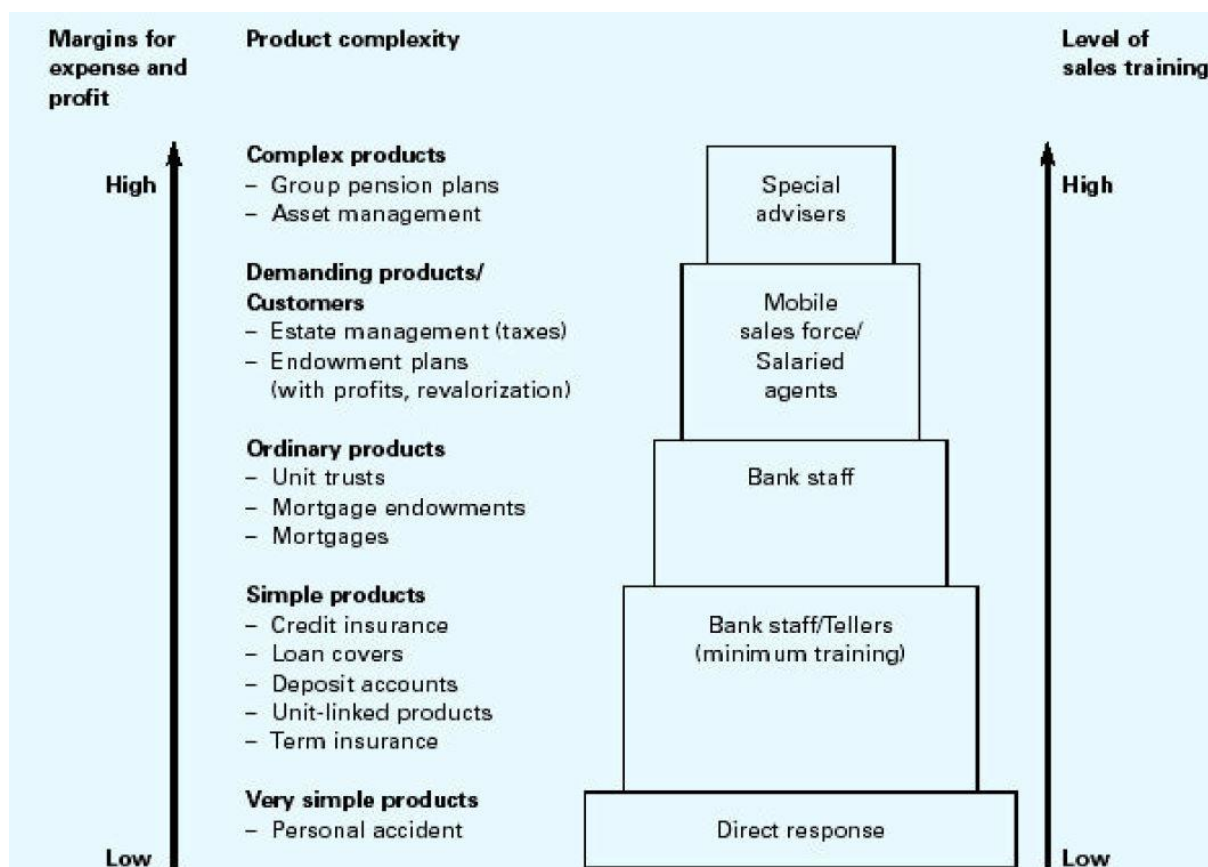 Margins for
expense and
profit
Product complexity
Level of
sales training
High
Complex products
– Group pension plans
– Asset management
Special
advisers
High
Demanding products/
Customers
– Estate management (taxes)
– Endowment plans
(with profits, revalorization)
Mobile
sales force/
Salaried
agents
Ordinary products
– Unit trusts
– Mortgage endowments
– Mortgages
Bank staff
Simple products
– Credit insurance
– Loan covers
– Deposit accounts
– Unit-linked products
– Term insurance
Bank staff/Tellers
(minimum training)
Very simple products
– Personal accident
Direct response
Low
Low